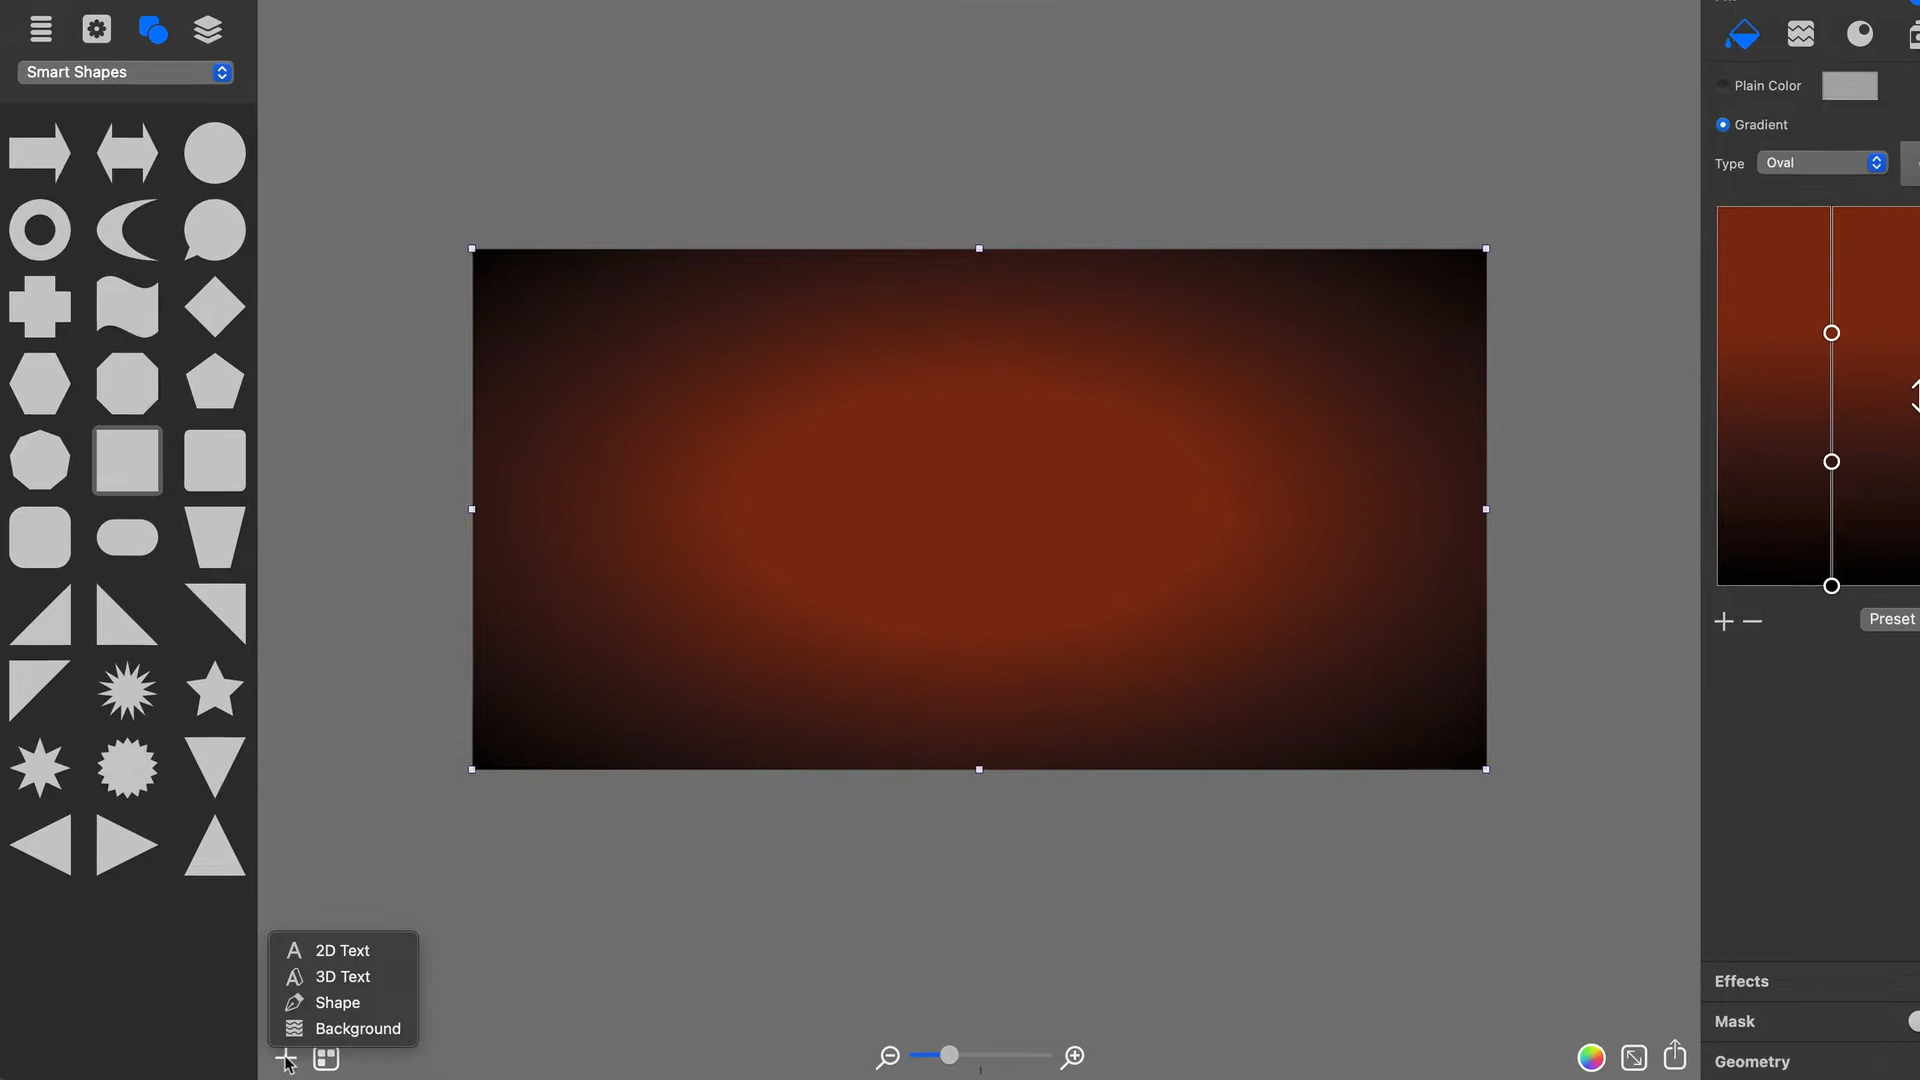 Smart Shapes
Plain Color
Gradient
Type
Oval
Preset
2D Text
3D Text
Shape
Background
Effects
Mask
Geometry